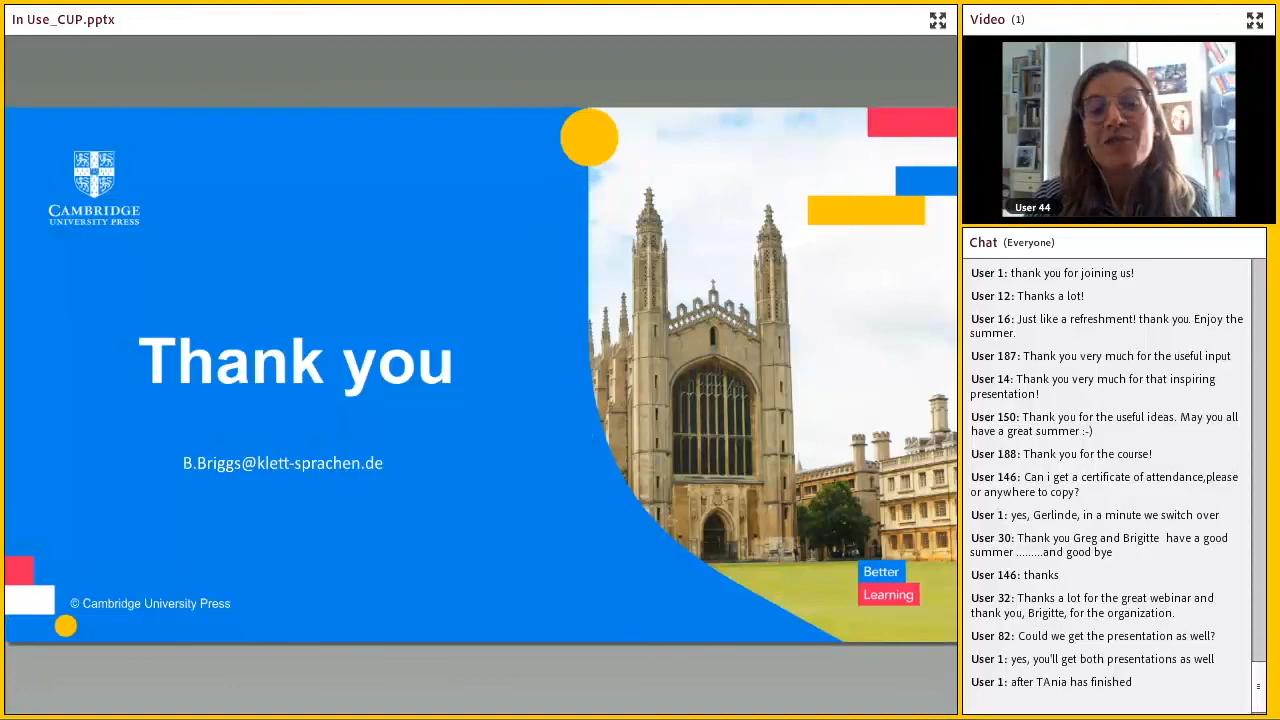 In Use_CUP.pptx
CAMBRIDGE
UNIVERSITY PRESS
Thank you
B.Briggs@klett-sprachen.de
© Cambridge University Press
Better
Learning
Video (1)
User 44
Chat (Everyone)
User 1: thank you for joining us!
User 12: Thanks a lot!
User 16: Just like a refreshment! thank you. Enjoy the
summer.
User 187: Thank you very much for the useful input
User 14: Thank you very much for that inspiring
presentation!
User 150: Thank you for the useful ideas. May you all
have a great summer :-)
User 188: Thank you for the course!
User 146: Can i get a certificate of attendance,please
or anywhere to copy?
User 1: yes, Gerlinde, in a minute we switch over
User 30: Thank you Greg and Brigitte  have a good
summer .........and good bye
User 146: thanks
User 32: Thanks a lot for the great webinar and
thank you, Brigitte, for the organization.
User 82: Could we get the presentation as well?
User 1: yes, you'll get both presentations as well
User 1: after TAnia has finished